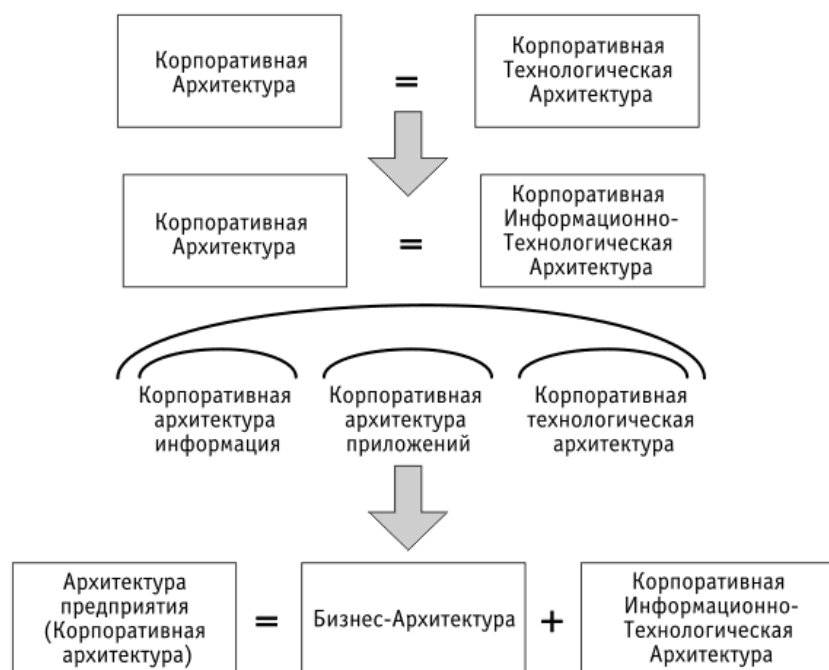 Корпоративная
Архитектура
=
Корпоративная
Технологическая
Архитектура
Корпоративная
Архитектура
=
Корпоративная
Информационно-
Технологическая
Архитектура
Корпоративная
архитектура
информация
Корпоративная
архитектура
приложений
Корпоративная
технологическая
архитектура
Архитектура
предприятия
(Корпоративная
архитектура)
=
Бизнес-Архитектура
+
Корпоративная
Информационно-
Технологическая
Архитектура